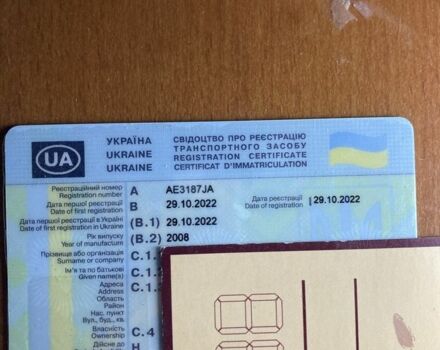 UA
УКРАЇНА
UKRAINE
UKRAINE
СВІДОЦТВО ПРО РЕЄСТРАЦІЮ
ТРАНСПОРТНОГО ЗАСОБУ
REGISTRATION CERTIFICATE
CERTIFICAT D'IMMATRICULATION
Реєстраційний номер
Registration number A AE3187JA
Дата першої реєстрації
Date of first registration B 29.10.2022
Дата реєстрації
Date of registration I 29.10.2022
Дата першої реєстрації в Україні
Date of first registration in Ukraine (B.1) 29.10.2022
Рік випуску
Year of manufacture (B.2) 2008
Прізвище або організація
Surname or company C.1.
Ім'я та по батькові
Given name(s) C.1.
Адреса
Address C.1.
Область
Район
Нас. пункт
Вул., буд., кв.
Власність
Ownership C.4
Дійсне до H